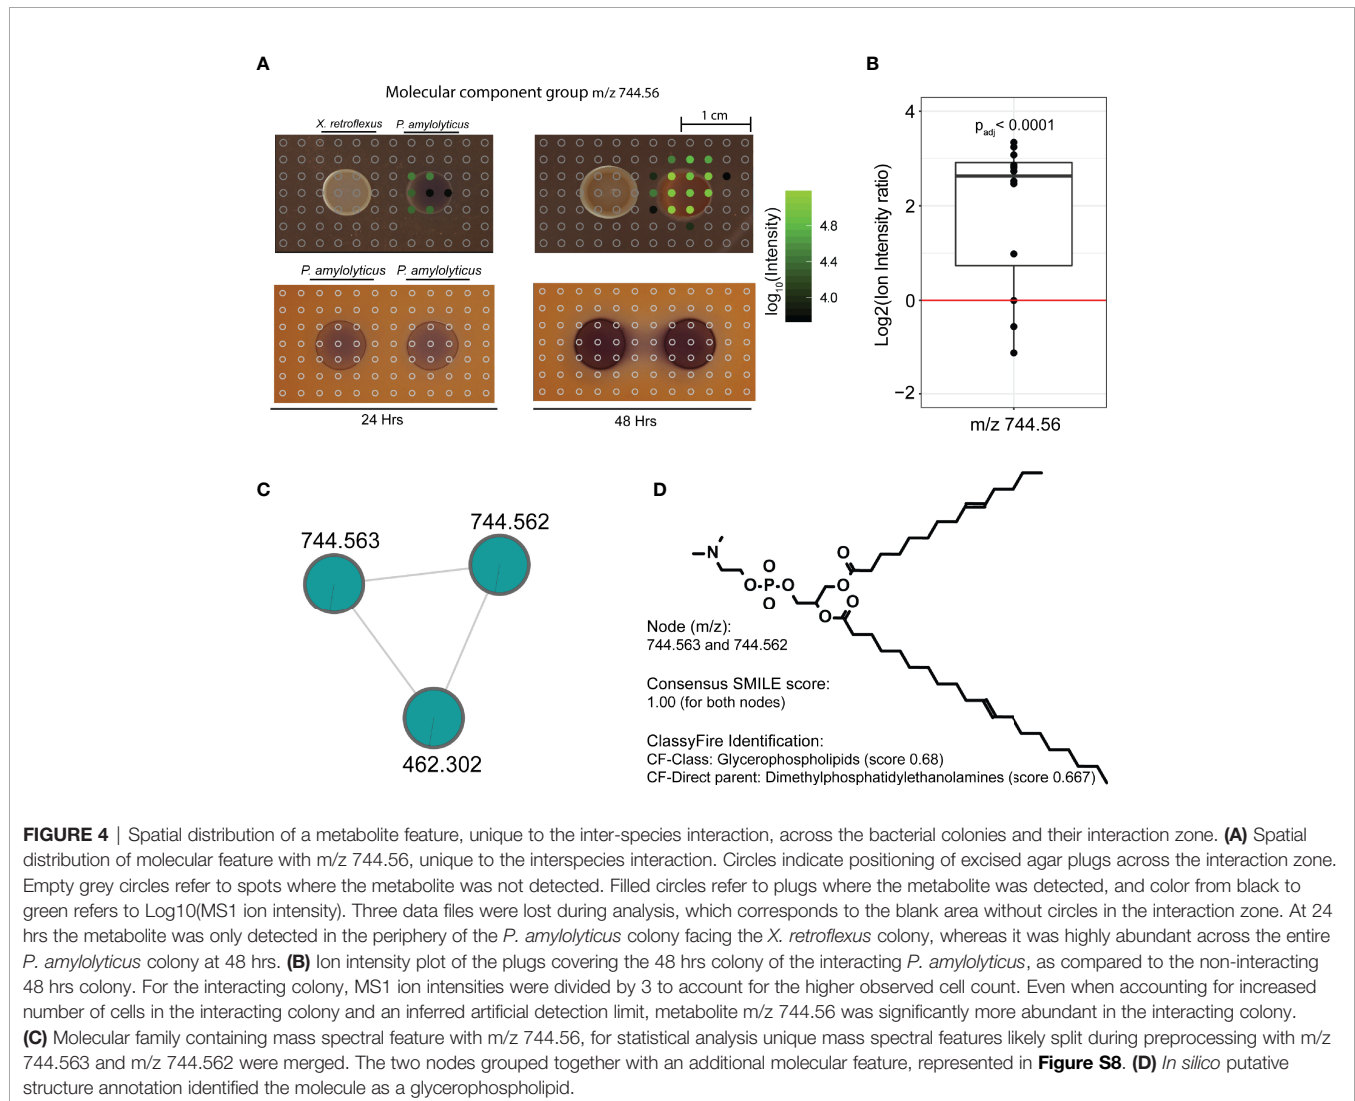 A
Molecular component group m/z 744.56
1 cm
X. retroflexus P. amylolyticus
P. amylolyticus P. amylolyticus
24 Hrs
48 Hrs
log10(Intensity)
4.8
4.4
4.0
B
4
2
0
−2
Log2(Ion Intensity ratio)
padj< 0.0001
m/z 744.56
C
744.563
744.562
462.302
D
N
O
O-P-O
O
O
O
O
O
Node (m/z):
744.563 and 744.562
Consensus SMILE score:
1.00 (for both nodes)
ClassyFire Identification:
CF-Class: Glycerophospholipids (score 0.68)
CF-Direct parent: Dimethylphosphatidylethanolamines (score 0.667)
FIGURE 4 | Spatial distribution of a metabolite feature, unique to the inter-species interaction, across the bacterial colonies and their interaction zone. (A) Spatial
distribution of molecular feature with m/z 744.56, unique to the interspecies interaction. Circles indicate positioning of excised agar plugs across the interaction zone.
Empty grey circles refer to spots where the metabolite was not detected. Filled circles refer to plugs where the metabolite was detected, and color from black to
green refers to Log10(MS1 ion intensity). Three data files were lost during analysis, which corresponds to the blank area without circles in the interaction zone. At 24
hrs the metabolite was only detected in the periphery of the P. amylolyticus colony facing the X. retroflexus colony, whereas it was highly abundant across the entire
P. amylolyticus colony at 48 hrs. (B) Ion intensity plot of the plugs covering the 48 hrs colony of the interacting P. amylolyticus, as compared to the non-interacting
48 hrs colony. For the interacting colony, MS1 ion intensities were divided by 3 to account for the higher observed cell count. Even when accounting for increased
number of cells in the interacting colony and an inferred artificial detection limit, metabolite m/z 744.56 was significantly more abundant in the interacting colony.
(C) Molecular family containing mass spectral feature with m/z 744.56, for statistical analysis unique mass spectral features likely split during preprocessing with m/z
744.563 and m/z 744.562 were merged. The two nodes grouped together with an additional molecular feature, represented in Figure S8. (D) In silico putative
structure annotation identified the molecule as a glycerophospholipid.